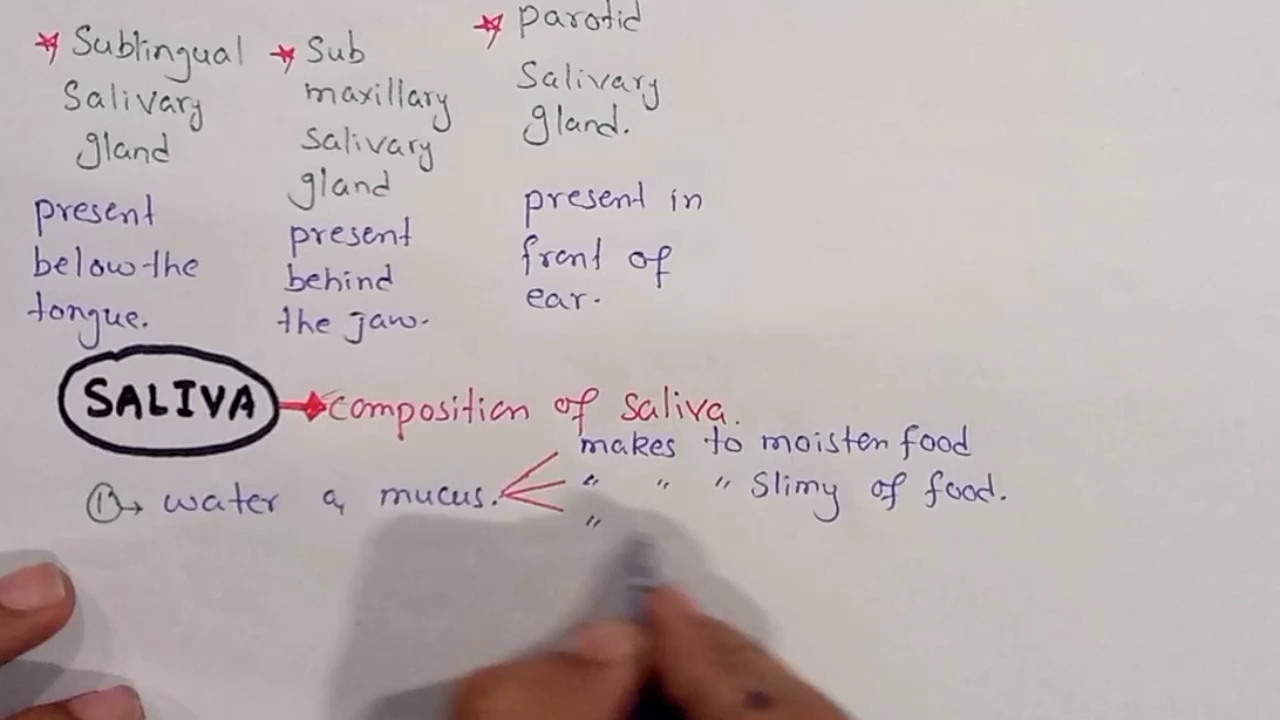 Sublingual
Salivary
gland
present
below the
tongue.
Sub
maxillary
salivary
gland
present
behind
the jaw.
parotid
Salivary
gland.
present in
front of
ear.
SALIVA
composition of saliva.
① → water & mucus.
makes to moisten food
" " " Slimy of food.
"